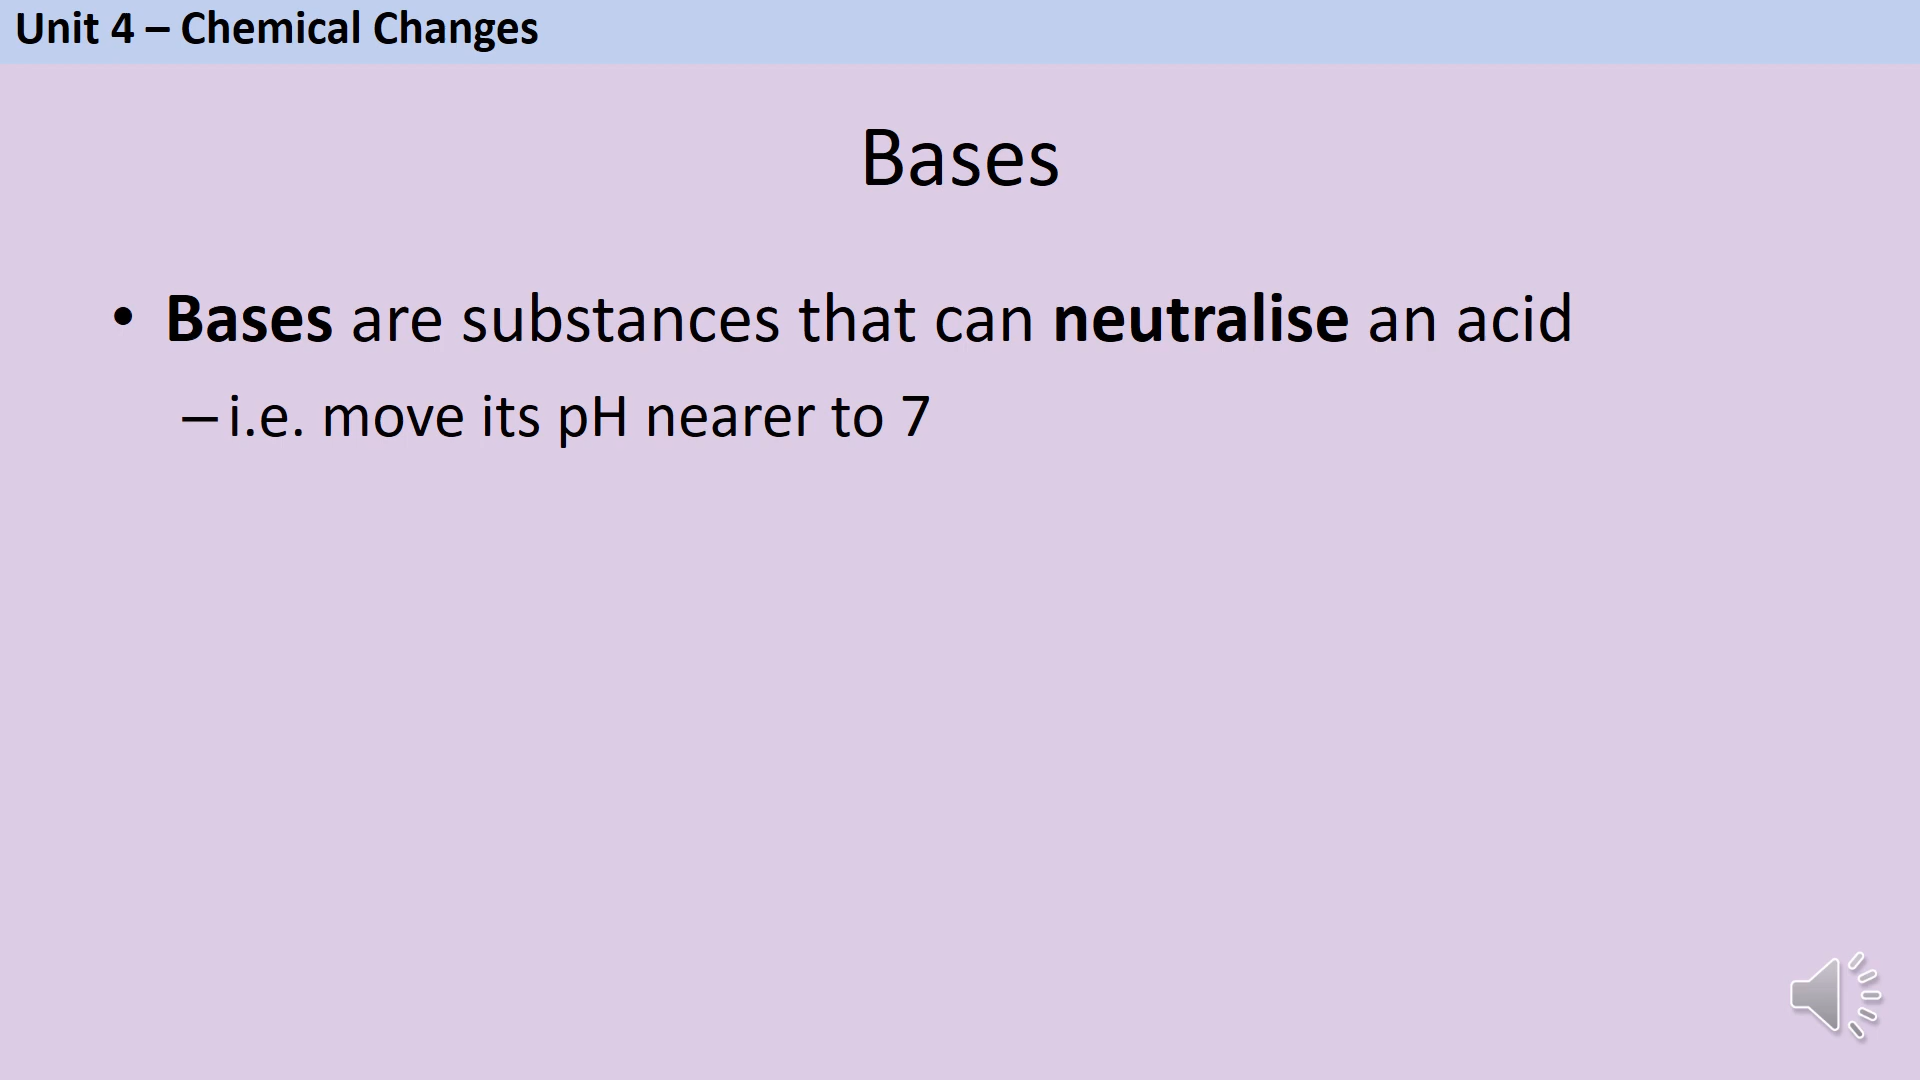 Unit 4 – Chemical Changes
Bases
• Bases are substances that can neutralise an acid
– i.e. move its pH nearer to 7